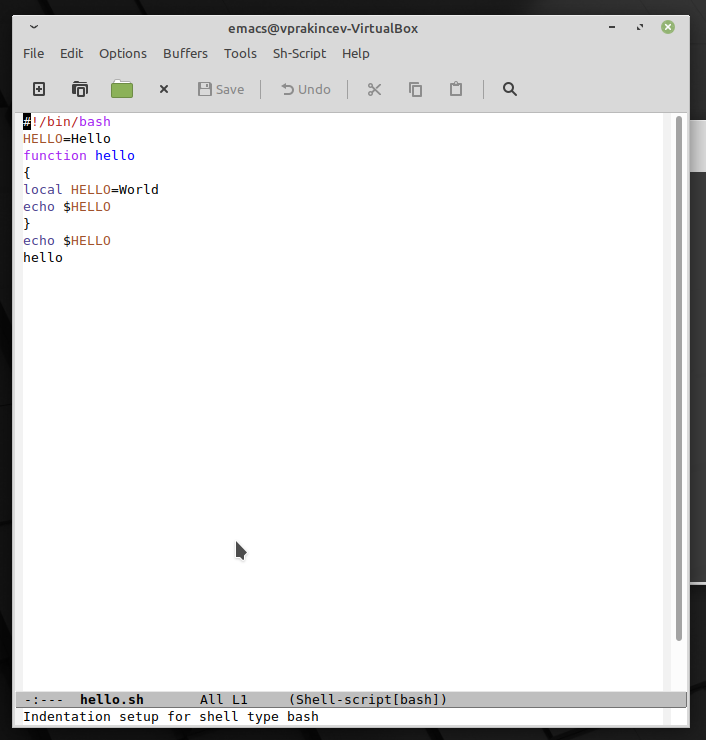 emacs@vprakincev-VirtualBox
File Edit Options Buffers Tools Sh-Script Help
Save Undo
#!/bin/bash
HELLO=Hello
function hello
{
local HELLO=World
echo $HELLO
}
echo $HELLO
hello
-:--- hello.sh All L1 (Shell-script[bash])
Indentation setup for shell type bash